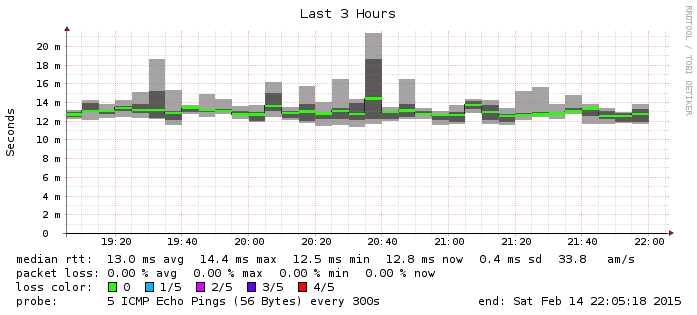 Last 3 Hours
RRDTOOL / TOBI OETIKER
Seconds
20 m
18 m
16 m
14 m
12 m
10 m
8 m
6 m
4 m
2 m
0
19:20 19:40 20:00 20:20 20:40 21:00 21:20 21:40 22:00
median rtt: 13.0 ms avg 14.4 ms max 12.5 ms min 12.8 ms now 0.4 ms sd 33.8 am/s
packet loss: 0.00 % avg 0.00 % max 0.00 % min 0.00 % now
loss color: 0 1/5 2/5 3/5 4/5
probe: 5 ICMP Echo Pings (56 Bytes) every 300s end: Sat Feb 14 22:05:18 2015